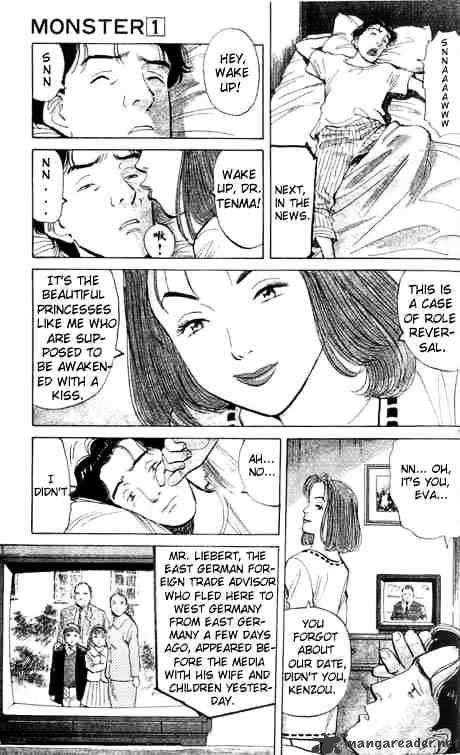 MONSTER 1
SNNAAAAWWW
NEXT,
IN THE
NEWS.
HEY,
WAKE
UP!
SNN
WAKE
UP, DR.
TENMA!
NN...
THIS IS
A CASE
OF ROLE
REVER-
SAL.
IT'S THE
BEAUTIFUL
PRINCESSES
LIKE ME WHO
ARE SUP-
POSED TO
BE AWAKEN-
ED WITH A
KISS.
NN... OH,
IT'S YOU,
EVA...
AH...
NO...
I
DIDN'T
YOU
FORGOT
ABOUT
OUR DATE,
DIDN'T YOU,
KENZOU.
MR. LIEBERT, THE
EAST GERMAN FOR-
EIGN TRADE ADVISOR
WHO FLED HERE TO
WEST GERMANY
FROM EAST GER-
MANY A FEW DAYS
AGO, APPEARED BE-
FORE THE MEDIA
WITH HIS WIFE AND
CHILDREN YESTER-
DAY.
mangareader.net